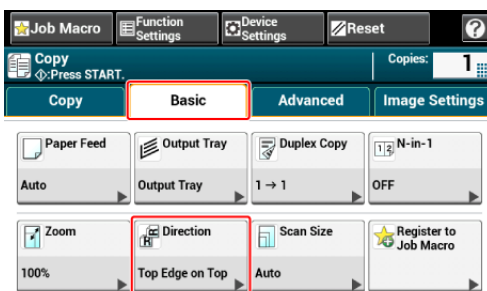 Job Macro
Function
Settings
Device
Settings
Reset
?
Copy
:Press START.
Copies:
1
Copy
Basic
Advanced
Image Settings
Paper Feed
Auto
Output Tray
Output Tray
Duplex Copy
1 → 1
N-in-1
OFF
Zoom
100%
Direction
Top Edge on Top
Scan Size
Auto
Register to
Job Macro